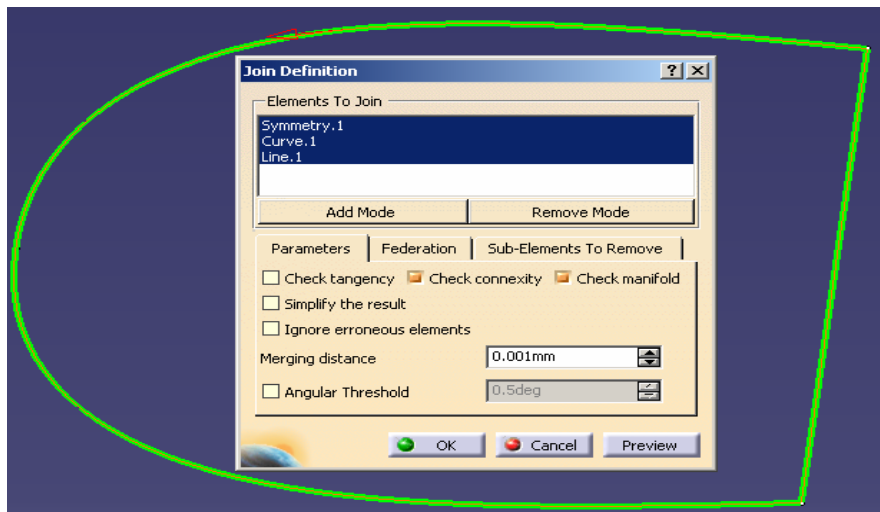 Join Definition
Elements To Join
Symmetry.1
Curve.1
Line.1
Add Mode Remove Mode
Parameters Federation Sub-Elements To Remove
Check tangency Check connexity Check manifold
Simplify the result
Ignore erroneous elements
Merging distance 0.001mm
Angular Threshold 0.5deg
OK Cancel Preview